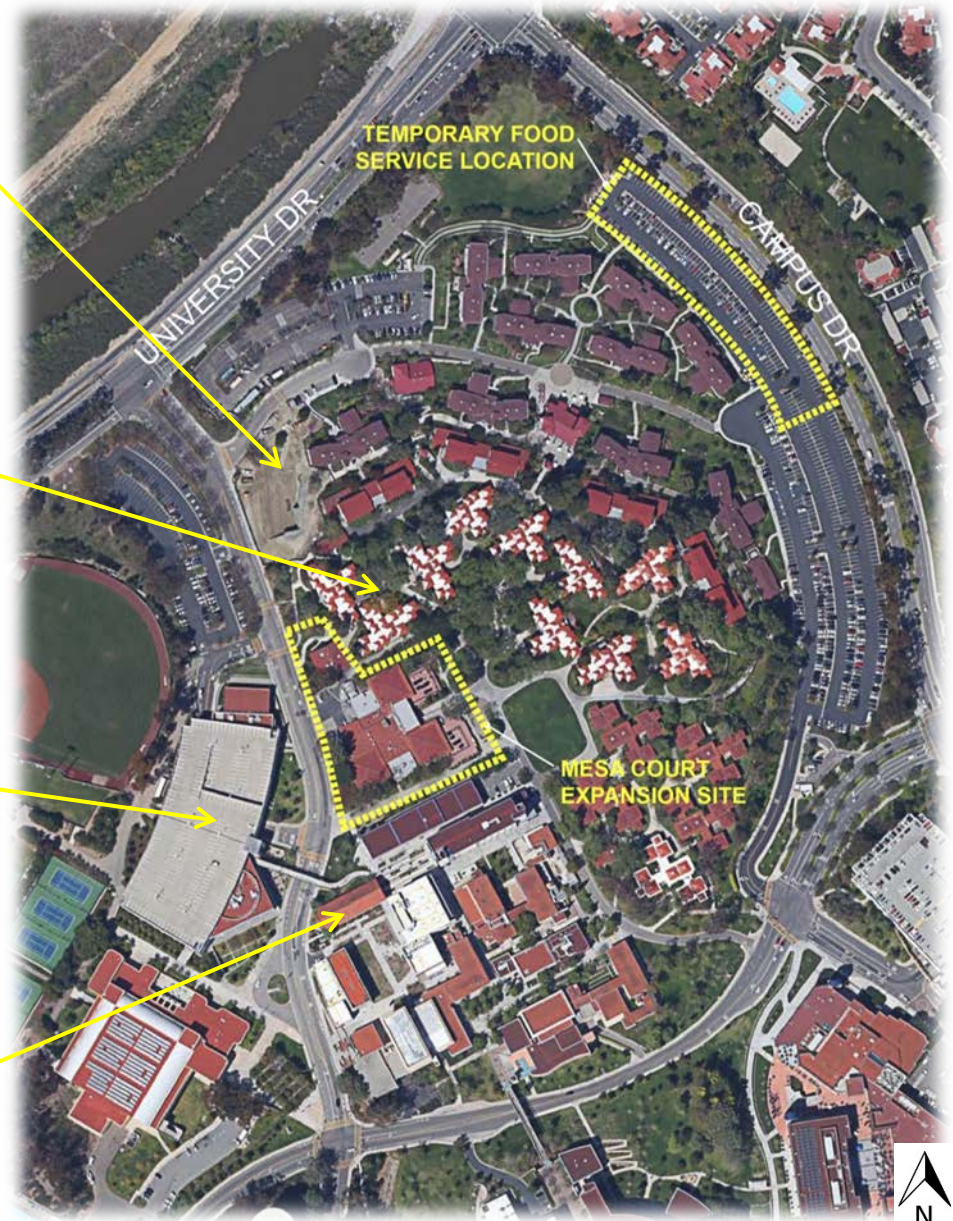 TEMPORARY FOOD
SERVICE LOCATION
UNIVERSITY DR
CAMPUS DR
MESA COURT
EXPANSION SITE
N